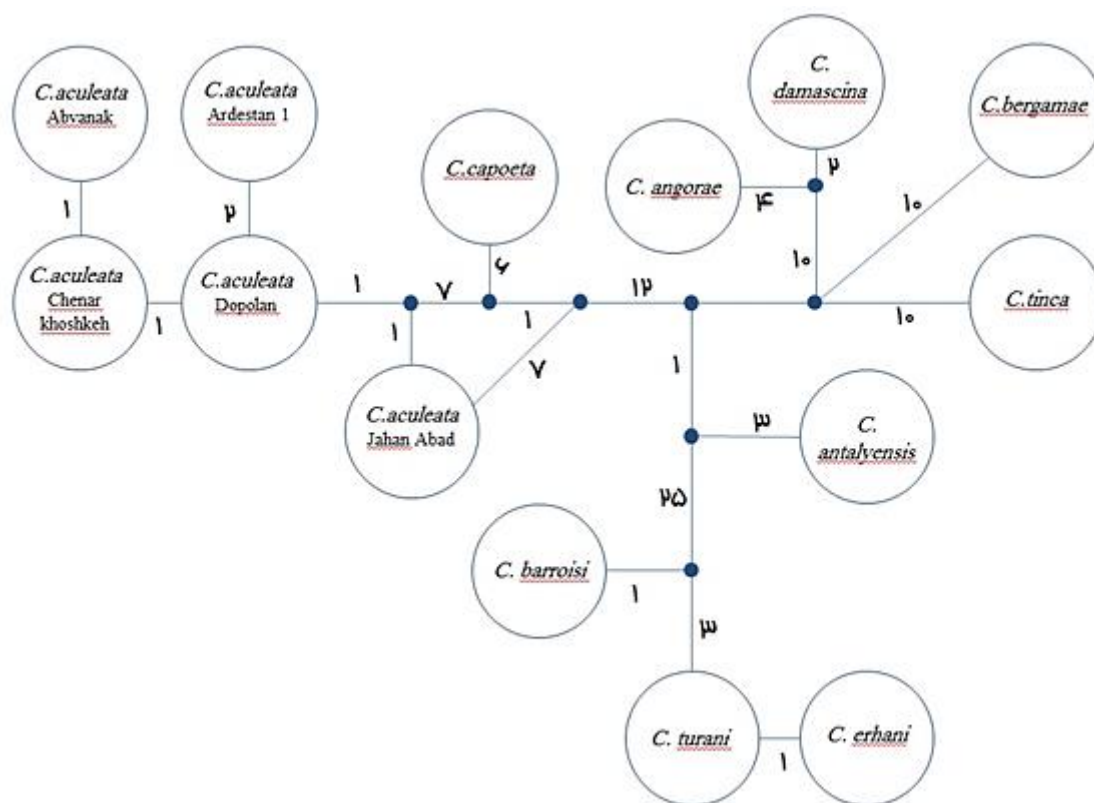 C.aculeata
Abvanak
C.aculeata
Ardestan 1
C.capoeta
C.
damascina
C. angorae
C.bergamae
۱
۲
۶
۲
۴
۱۰
۱۰
C.aculeata
Chenar
khoshkeh
۱
C.aculeata
Dopolan
۱
۷
۱
۱۲
۱۰
C.tinca
۱
۷
۱
C.aculeata
Jahan Abad
۳
C.
antalyensis
۲۵
C. barroisi
۱
۳
C. turani
۱
C. erhani